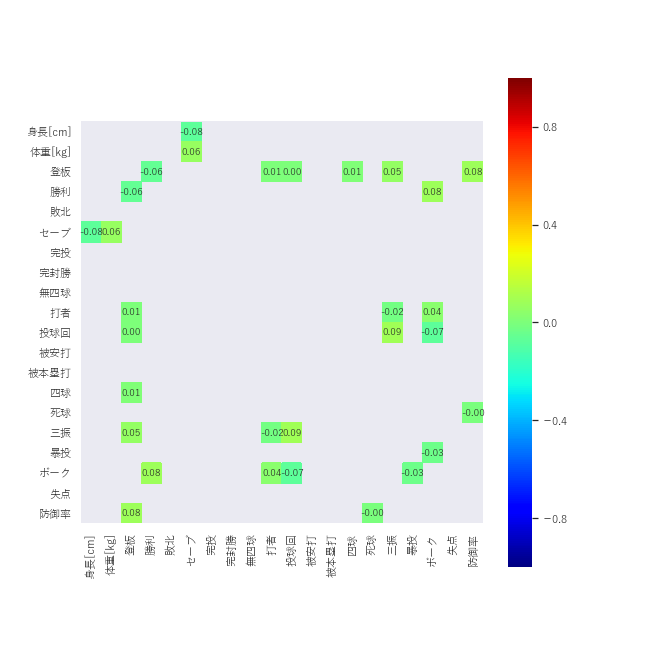 身長[cm] -0.08
体重[kg] 0.06
登板 -0.06 0.01 0.00 0.01 0.05 0.08
勝利 -0.06 0.08
敗北
セーブ -0.08 0.06
完投
完封勝
無四球
打者 0.01 -0.02 0.04
投球回 0.00 0.09 -0.07
被安打
被本塁打
四球 0.01
死球 -0.00
三振 0.05 -0.02 0.09
暴投 -0.03
ボーク 0.08 0.04 -0.07 -0.03
失点
防御率 0.08 -0.00
身長[cm]
体重[kg]
登板
勝利
敗北
セーブ
完投
完封勝
無四球
打者
投球回
被安打
被本塁打
四球
死球
三振
暴投
ボーク
失点
防御率
0.8
0.4
0.0
−0.4
−0.8